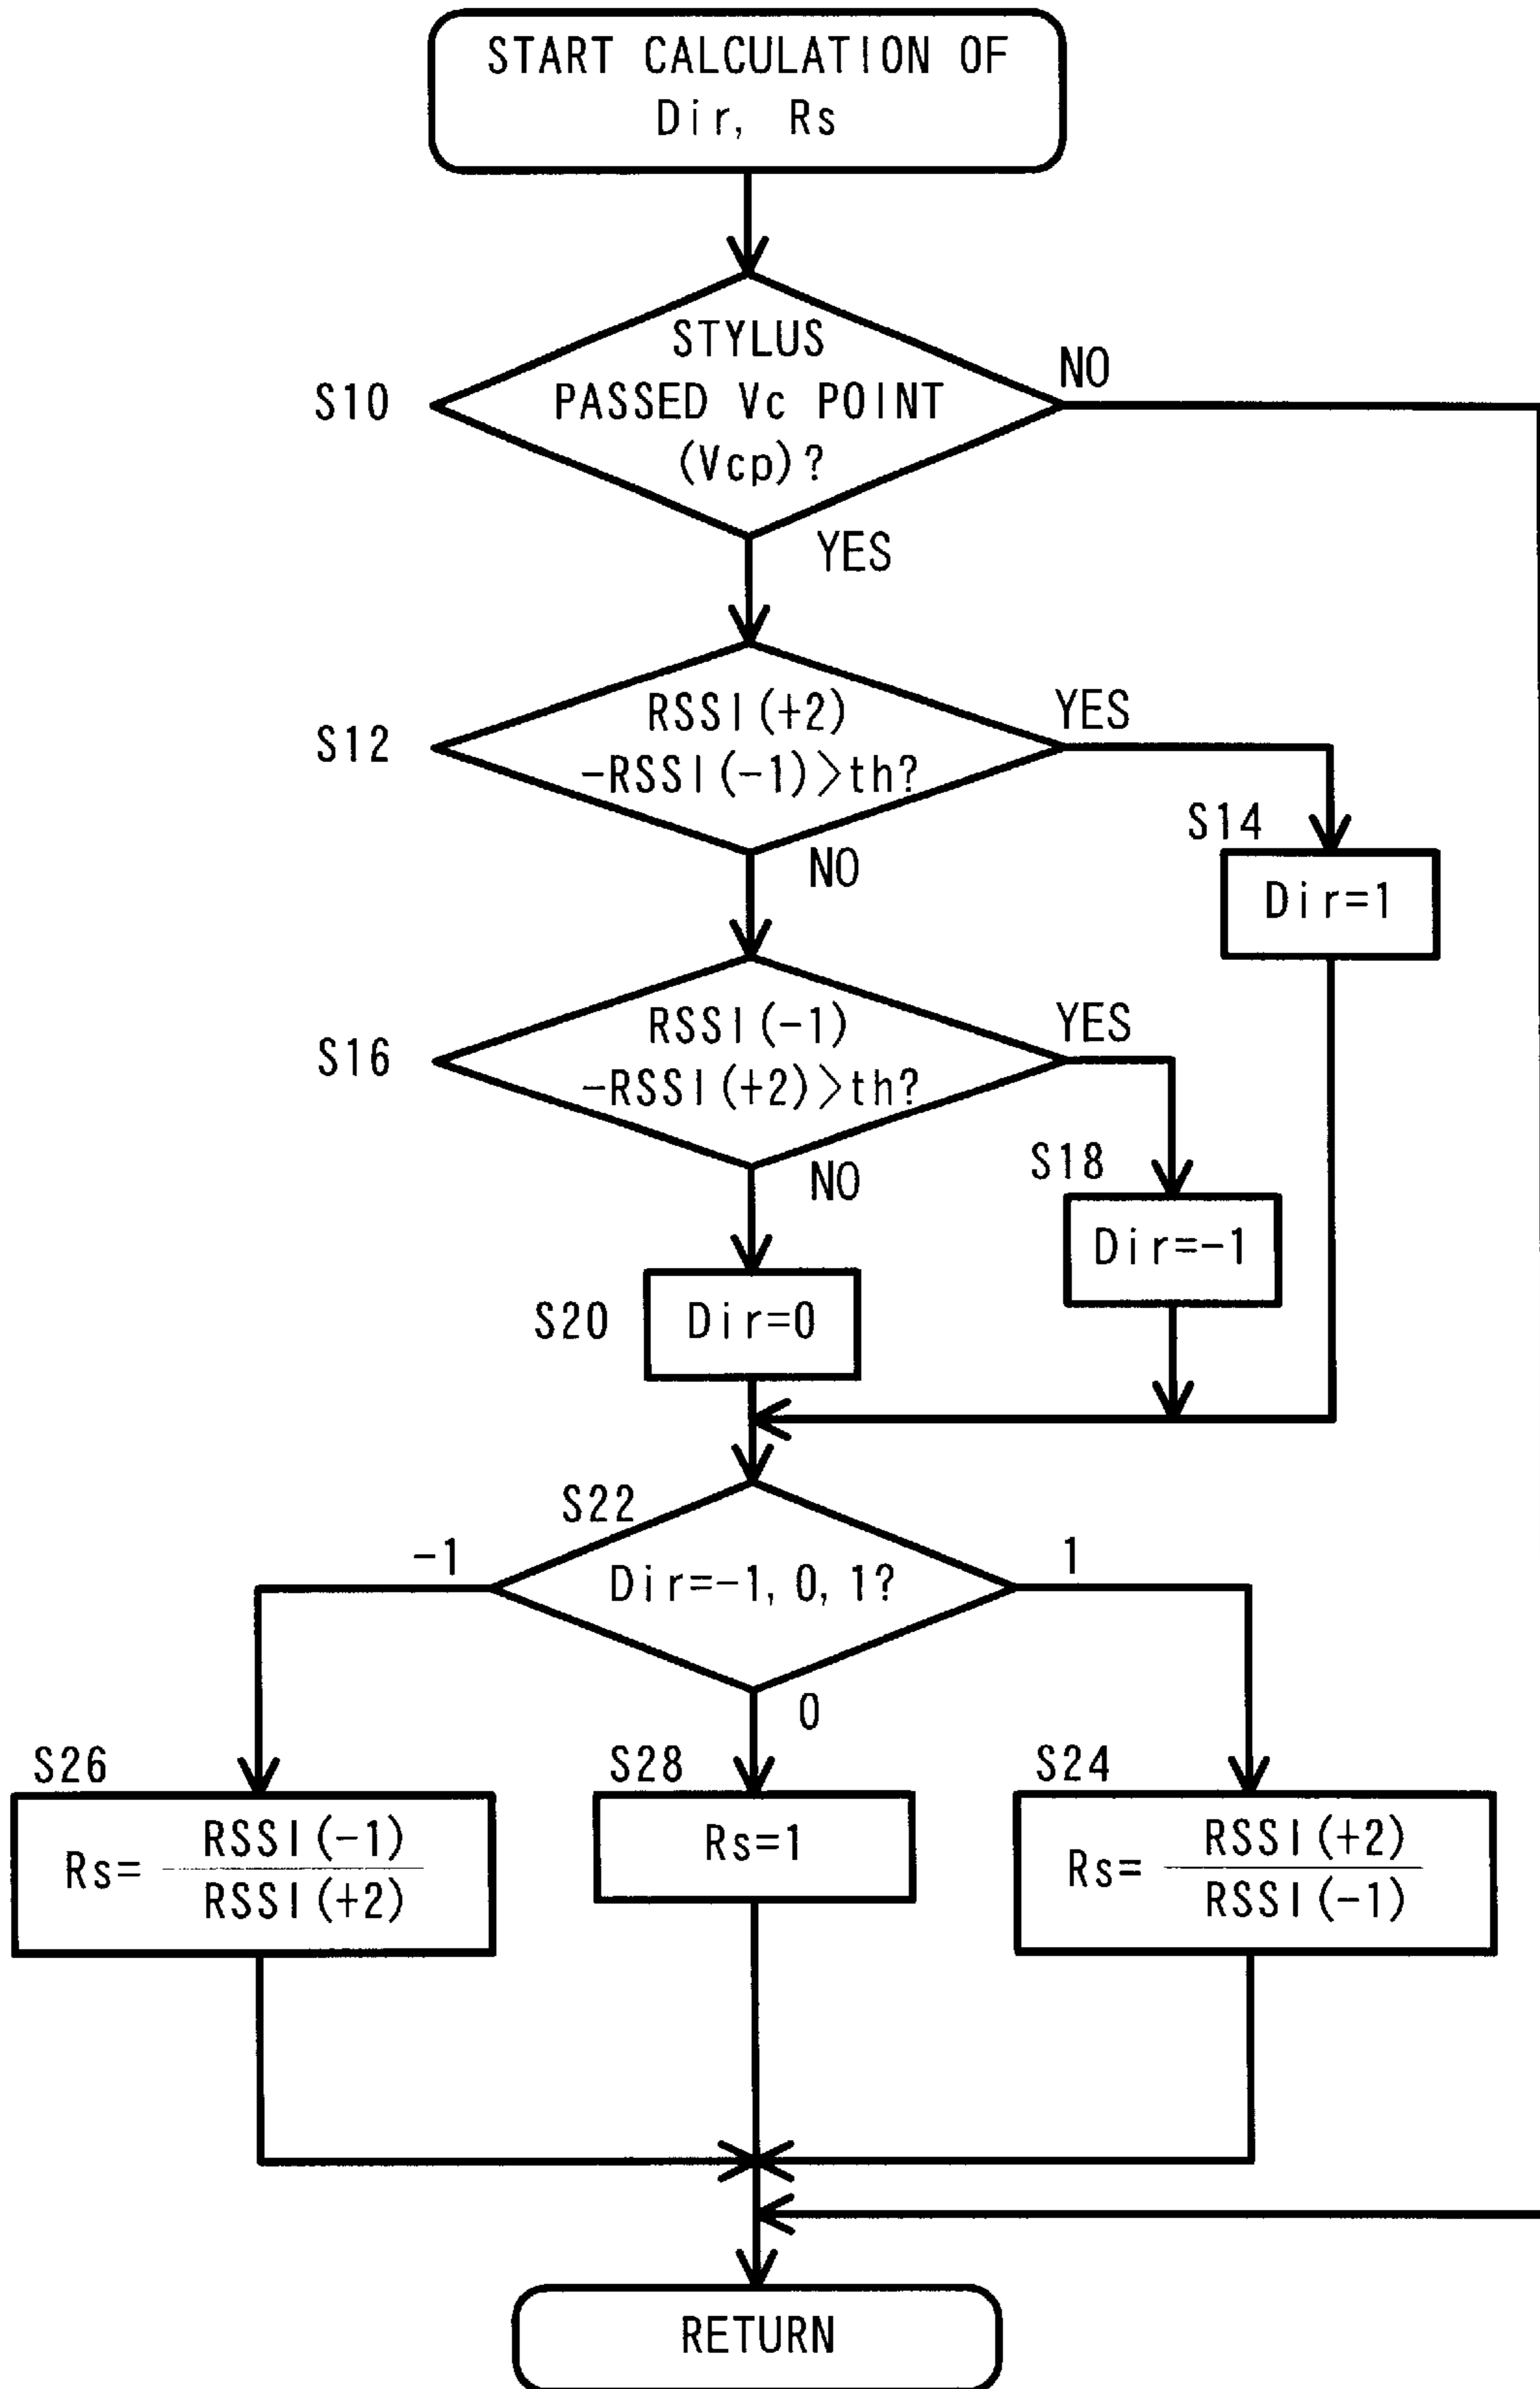 START CALCULATION OF
Dir, Rs
STYLUS
PASSED Vc POINT
(Vcp)?
S10
NO
YES
RSSI(+2)
-RSSI(-1)>th?
S12
YES
NO
S14
Dir=1
RSSI(-1)
-RSSI(+2)>th?
S16
YES
NO
S18
Dir=-1
S20
Dir=0
S22
Dir=-1, 0, 1?
-1
1
0
S26
Rs=
RSSI(-1)
RSSI(+2)
S28
Rs=1
S24
Rs=
RSSI(+2)
RSSI(-1)
RETURN